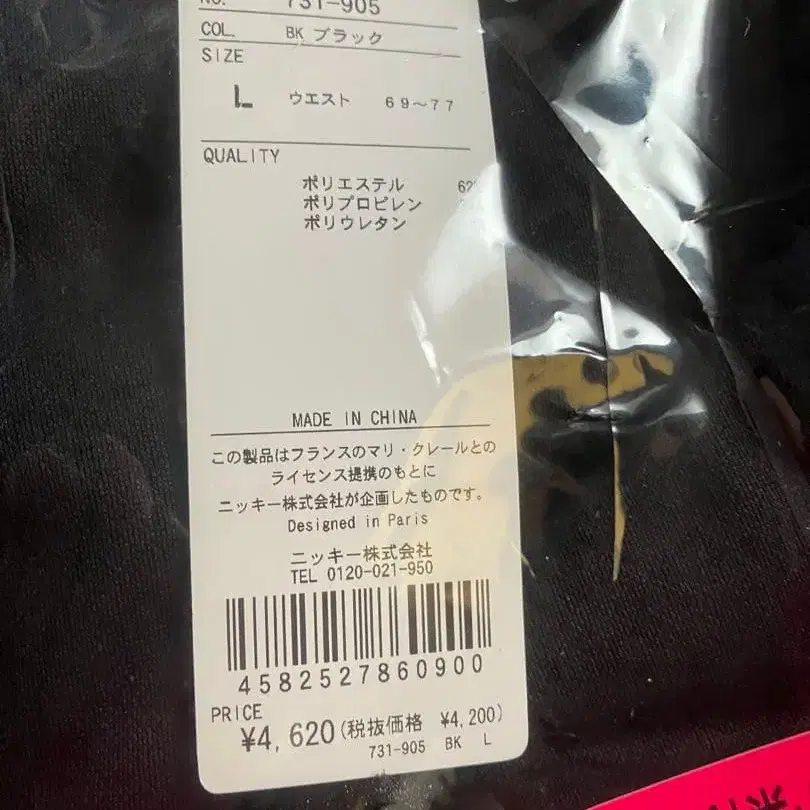 NO. 731-905
COL. BK ブラック
SIZE
L ウエスト 69～77
QUALITY
ポリエステル 62
ポリプロピレン
ポリウレタン
MADE IN CHINA
この製品はフランスのマリ・クレールとの
ライセンス提携のもとに
ニッキー株式会社が企画したものです。
Designed in Paris
ニッキー株式会社
TEL 0120-021-950
4582527860900
PRICE
¥4,620(税抜価格 ¥4,200)
731-905 BK L